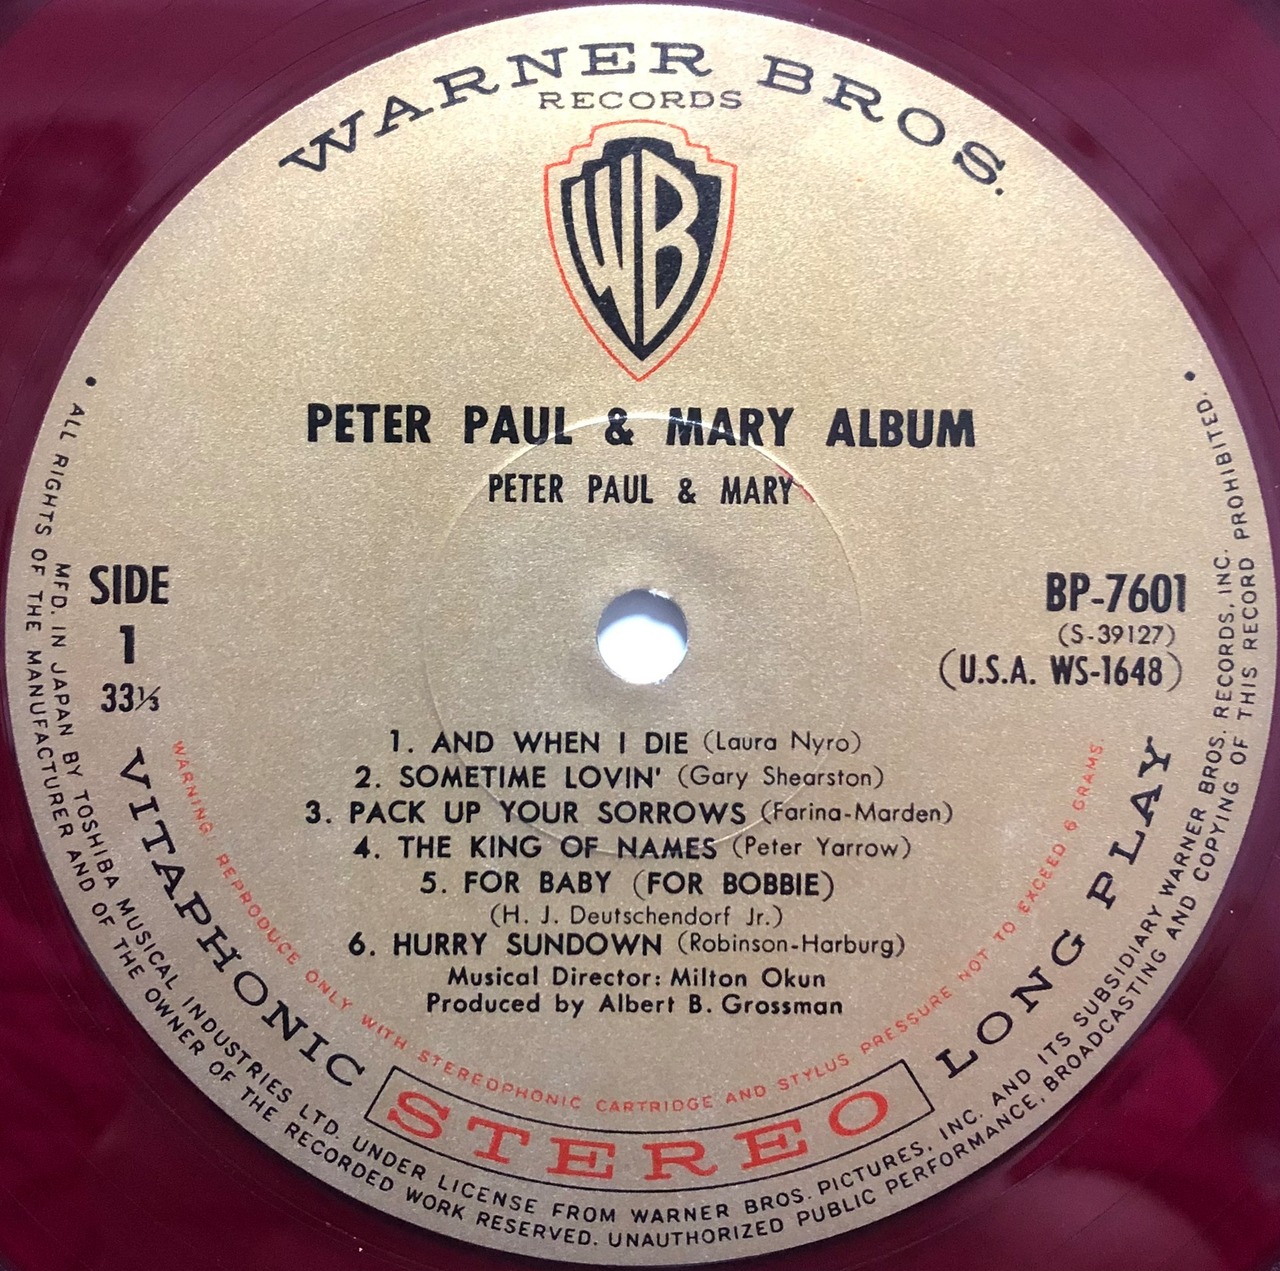 WARNER BROS.
RECORDS
WB
PETER PAUL & MARY ALBUM
PETER PAUL & MARY
SIDE
1
33⅓
BP-7601
(S-39127)
(U.S.A. WS-1648)
1. AND WHEN I DIE (Laura Nyro)
2. SOMETIME LOVIN' (Gary Shearston)
3. PACK UP YOUR SORROWS (Farina-Marden)
4. THE KING OF NAMES (Peter Yarrow)
5. FOR BABY (FOR BOBBIE)
(H. J. Deutschendorf Jr.)
6. HURRY SUNDOWN (Robinson-Harburg)
Musical Director: Milton Okun
Produced by Albert B. Grossman
WARNING REPRODUCE ONLY WITH STEREOPHONIC CARTRIDGE AND STYLUS PRESSURE NOT TO EXCEED 6 GRAMS.
VITAPHONIC STEREO LONG PLAY
MFD. IN JAPAN BY TOSHIBA MUSICAL INDUSTRIES LTD. UNDER LICENSE FROM WARNER BROS. PICTURES, INC. AND ITS SUBSIDIARY WARNER BROS. RECORDS, INC.
• ALL RIGHTS OF THE MANUFACTURER AND OF THE OWNER OF THE RECORDED WORK RESERVED. UNAUTHORIZED PUBLIC PERFORMANCE, BROADCASTING AND COPYING OF THIS RECORD PROHIBITED. •